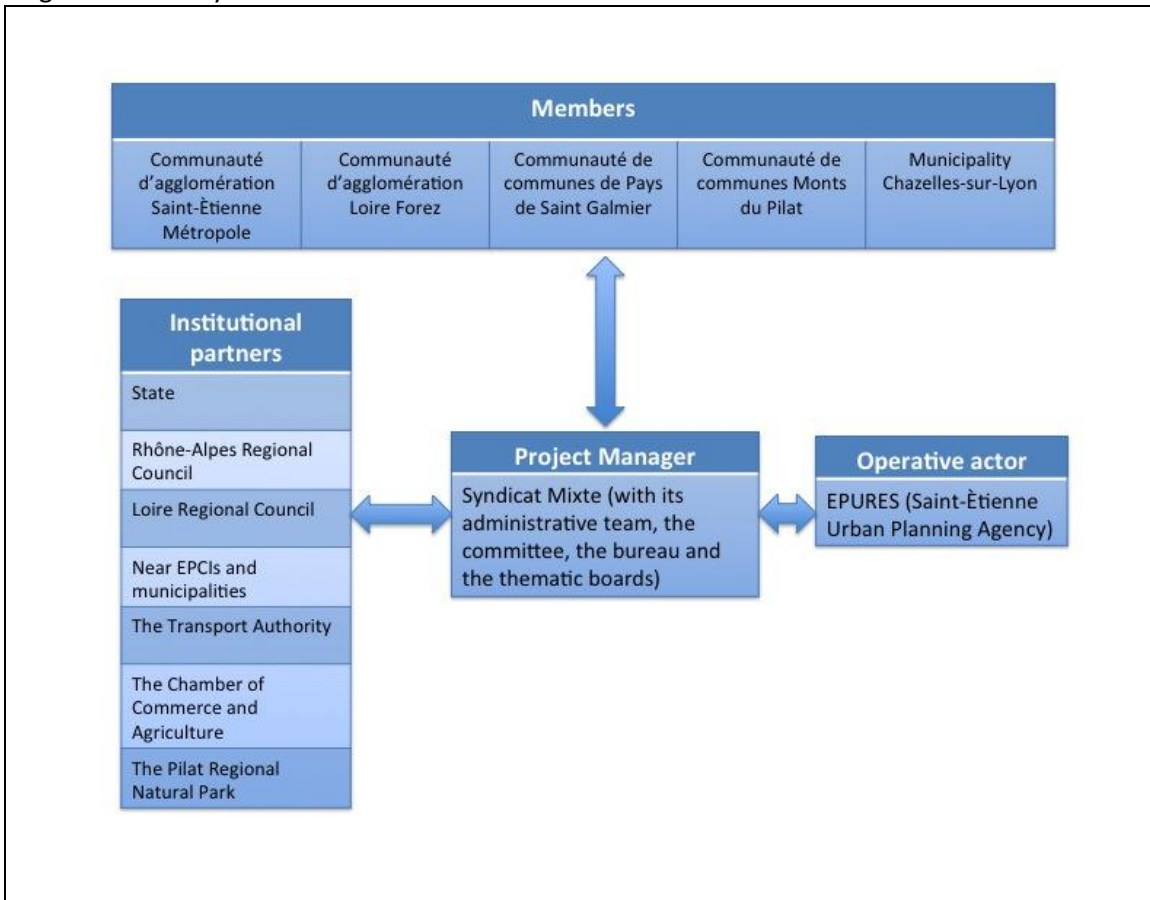 Members
Communauté
d'agglomération
Saint-Ètienne
Métropole
Communauté
d'agglomération
Loire Forez
Communauté de
communes de Pays
de Saint Galmier
Communauté de
communes Monts
du Pilat
Municipality
Chazelles-sur-Lyon
Institutional
partners
State
Rhône-Alpes Regional
Council
Loire Regional Council
Near EPCIs and
municipalities
The Transport Authority
The Chamber of
Commerce and
Agriculture
The Pilat Regional
Natural Park
Project Manager
Syndicat Mixte (with its
administrative team, the
committee, the bureau and
the thematic boards)
Operative actor
EPURES (Saint-Ètienne
Urban Planning Agency)